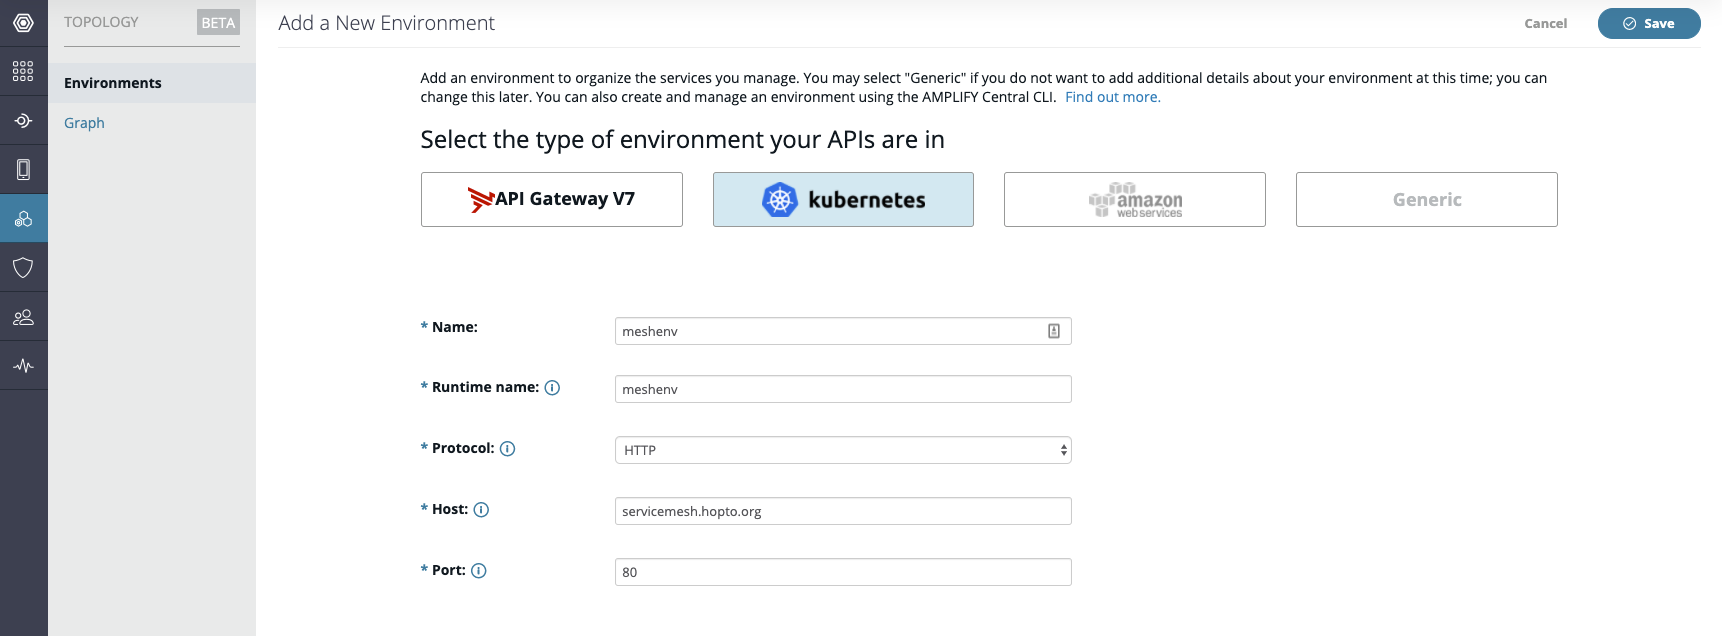 TOPOLOGY BETA
Environments
Graph
Add a New Environment
Cancel
Save
Add an environment to organize the services you manage. You may select "Generic" if you do not want to add additional details about your environment at this time; you can
change this later. You can also create and manage an environment using the AMPLIFY Central CLI. Find out more.
Select the type of environment your APIs are in
API Gateway V7
kubernetes
amazon
webservices
Generic
* Name: meshenv
* Runtime name: meshenv
* Protocol: HTTP
* Host: servicemesh.hopto.org
* Port: 80